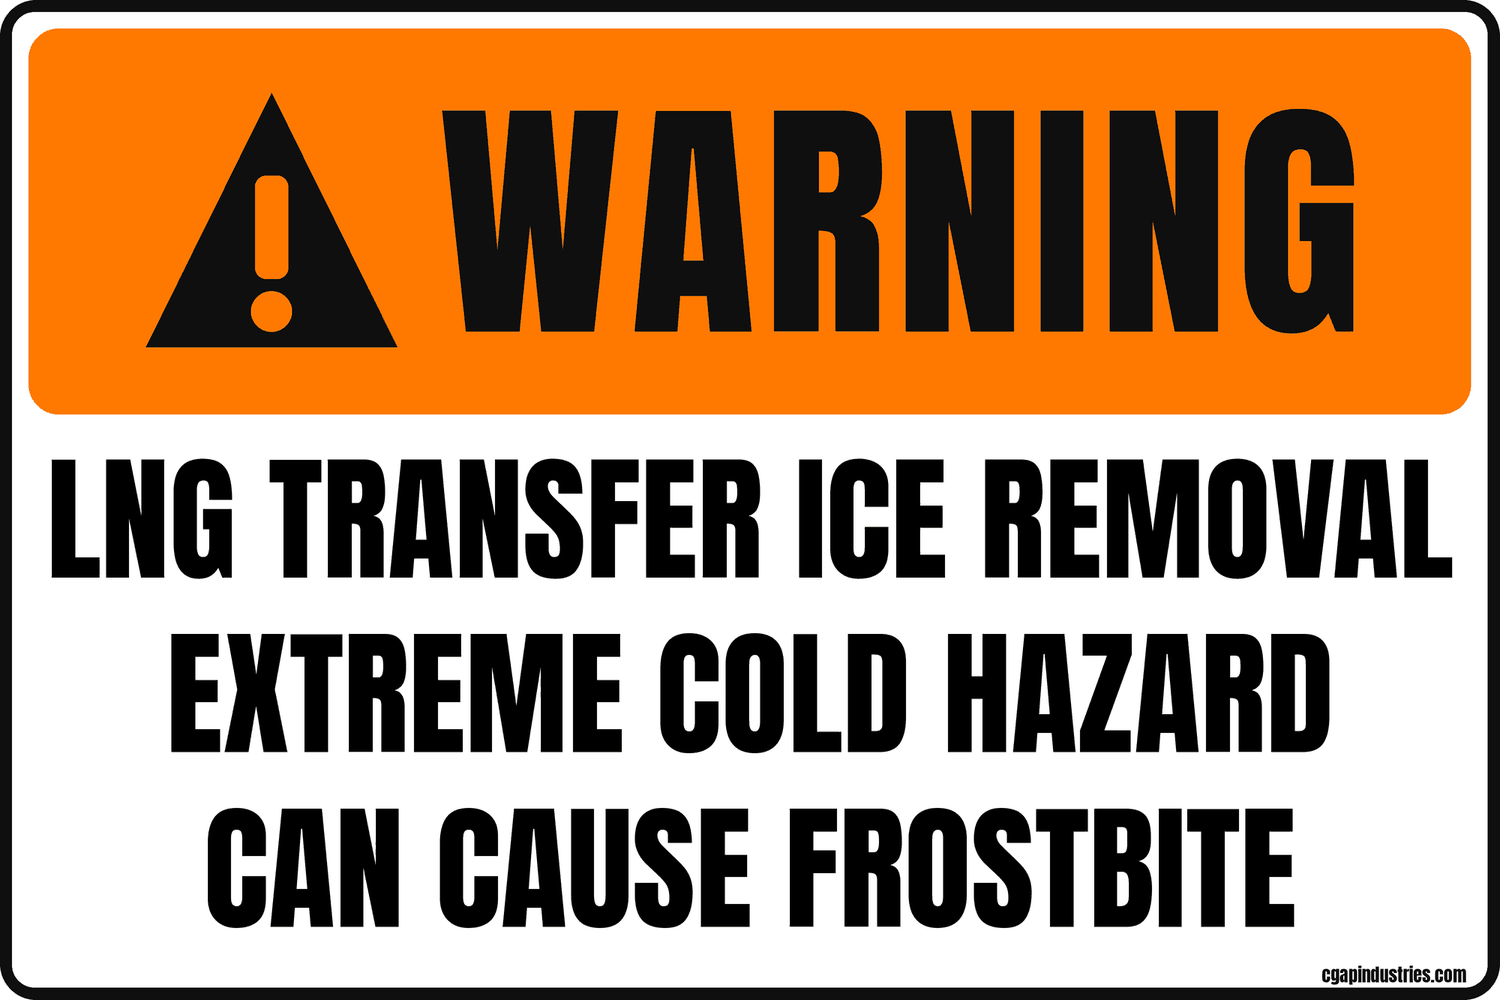 WARNING
LNG TRANSFER ICE REMOVAL
EXTREME COLD HAZARD
CAN CAUSE FROSTBITE
cgapindustries.com